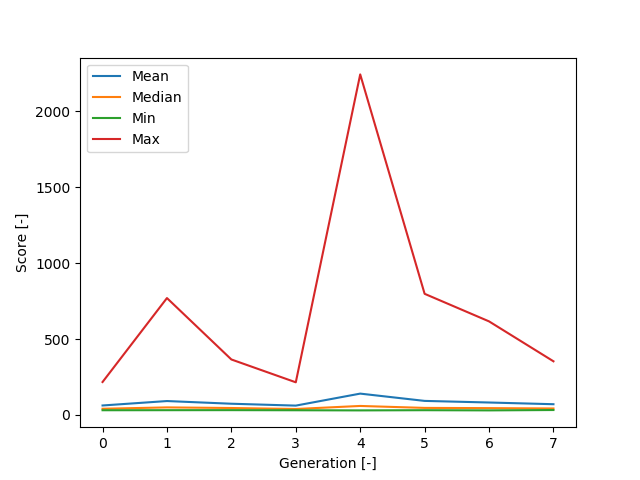 Mean
Median
Min
Max
2000
1500
1000
500
0
Score [-]
0 1 2 3 4 5 6 7
Generation [-]